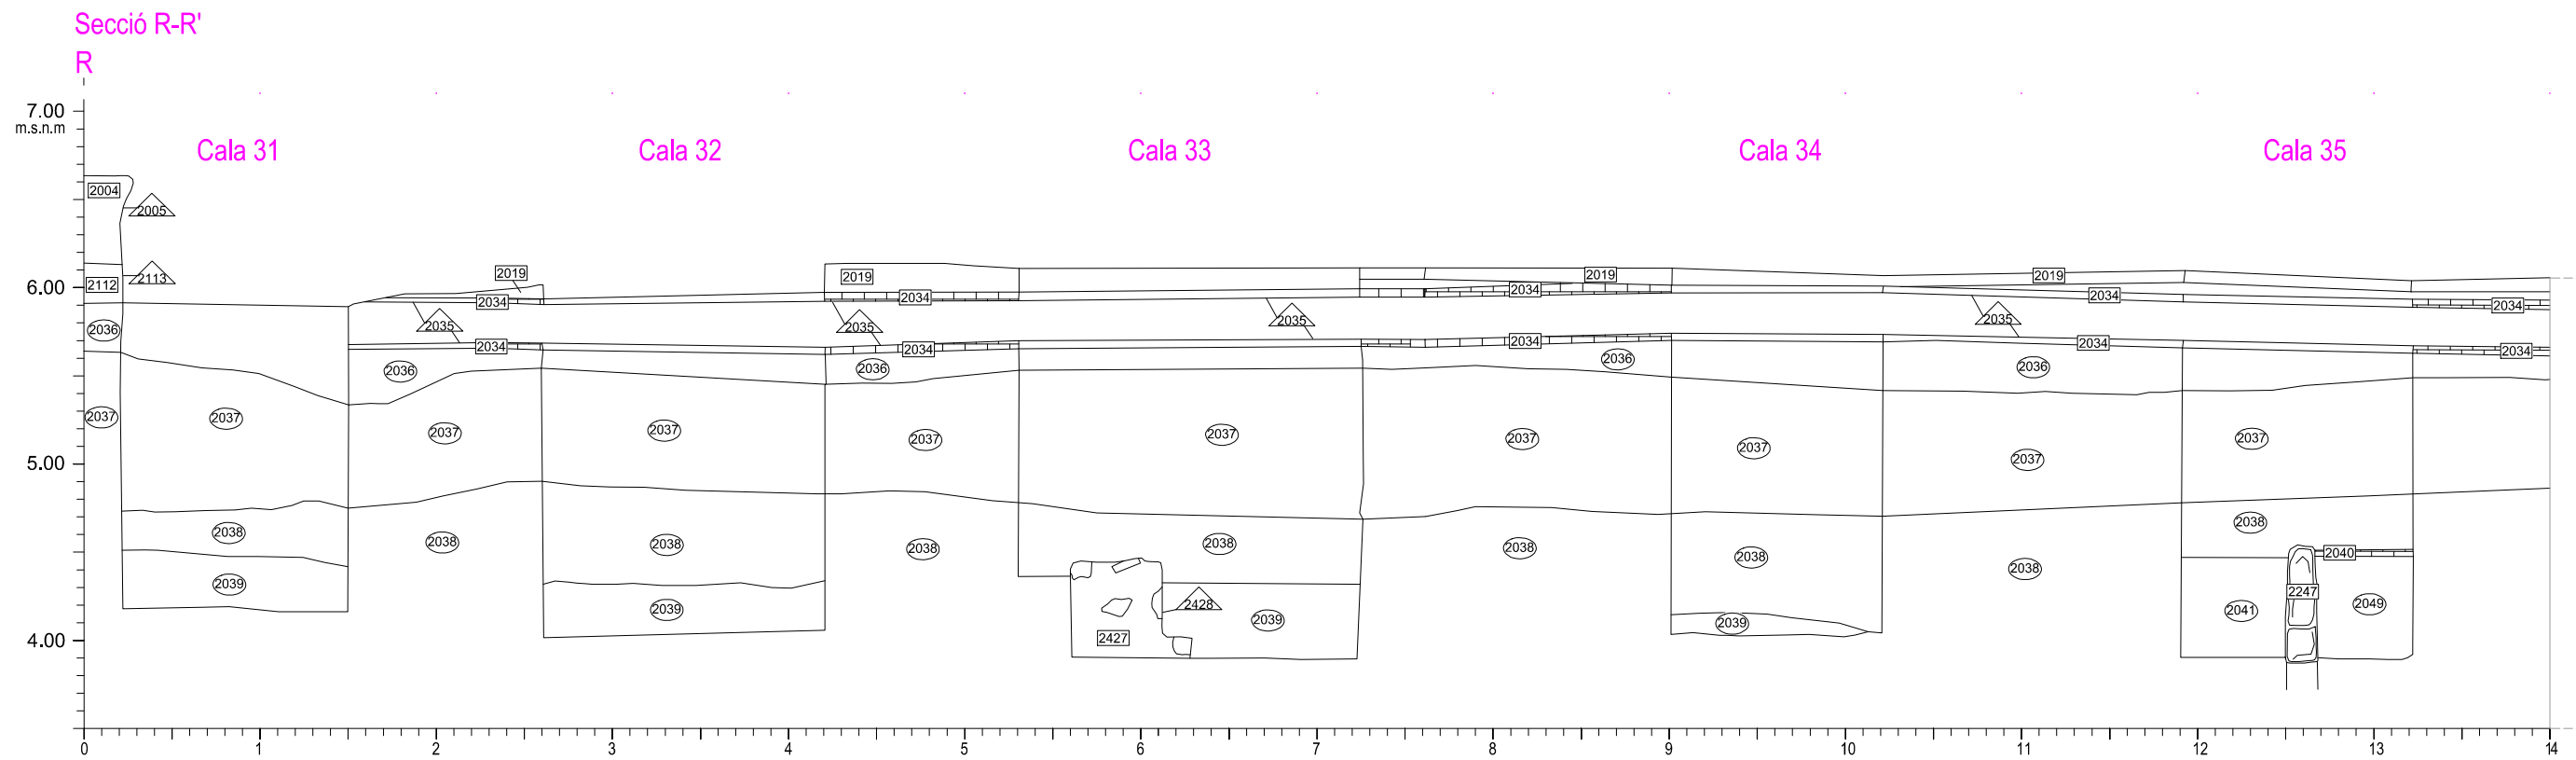 Secció R-R'
R
7.00
m.s.n.m
Cala 31 Cala 32 Cala 33 Cala 34 Cala 35
2004
2005
2113
2019 2019 2019 2019
6.00
2112
2034 2034 2034 2034 2034
2035 2035 2035 2035
2036
2034 2034 2034 2034 2034
2036 2036 2036 2036
2037 2037 2037 2037 2037 2037 2037 2037 2037 2037
5.00
2038 2038 2038 2038 2038 2038 2038 2038 2038
2040
2039 2039 2428 2039 2039 2247 2041 2049
2427
4.00
0 1 2 3 4 5 6 7 8 9 10 11 12 13 14